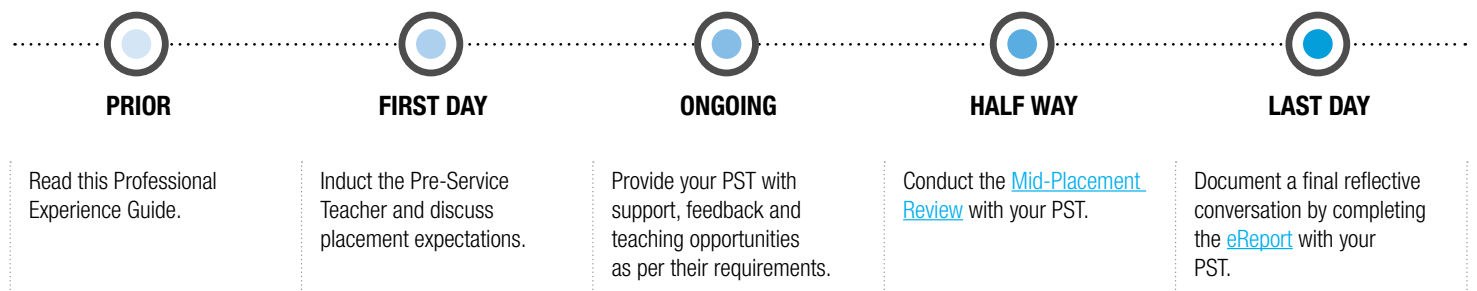 PRIOR
Read this Professional
Experience Guide.
FIRST DAY
Induct the Pre-Service
Teacher and discuss
placement expectations.
ONGOING
Provide your PST with
support, feedback and
teaching opportunities
as per their requirements.
HALF WAY
Conduct the Mid-Placement
Review with your PST.
LAST DAY
Document a final reflective
conversation by completing
the eReport with your
PST.